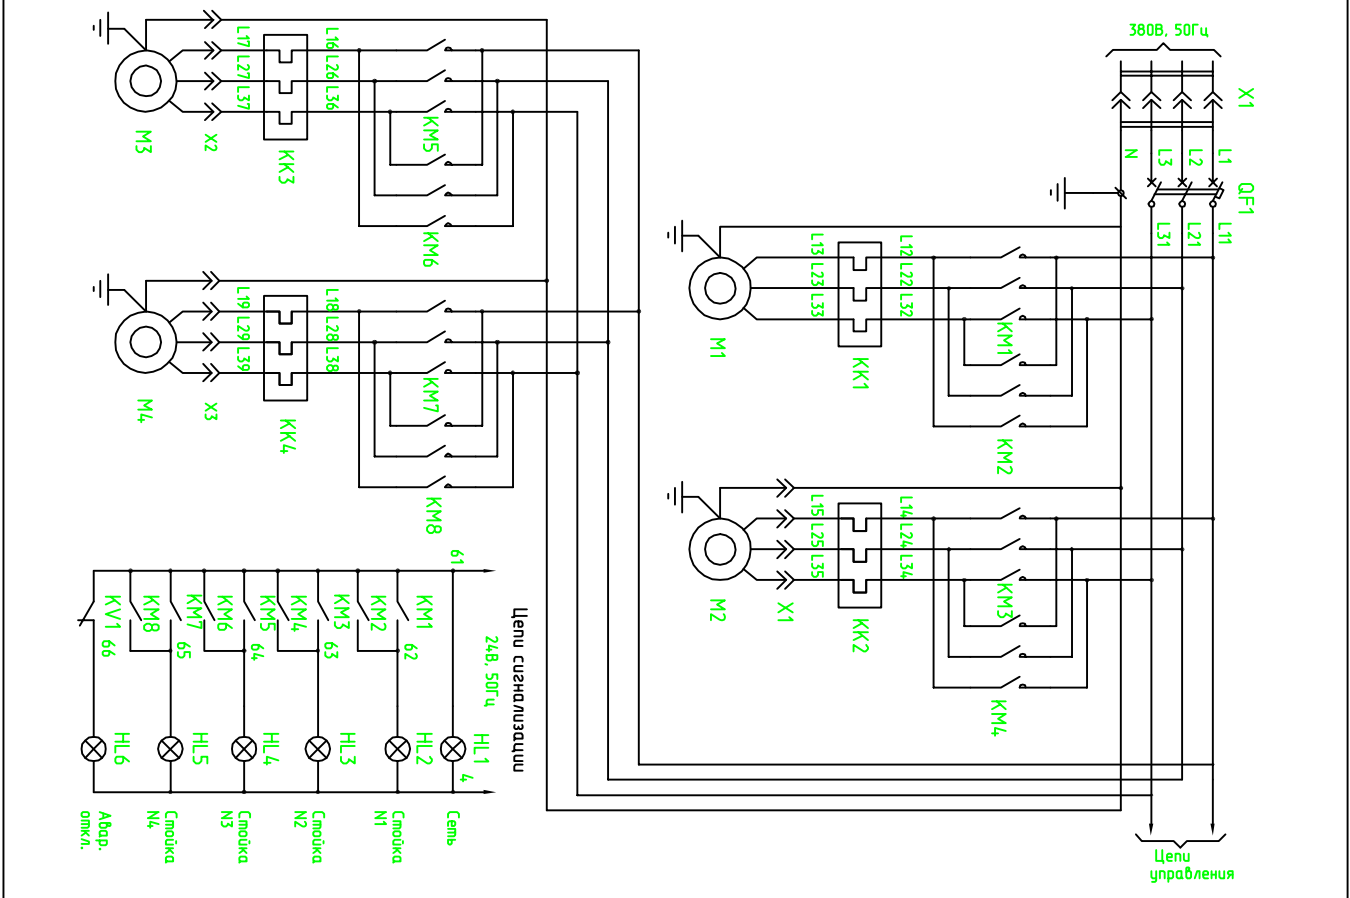 380В, 50Гц
X1
N
L3
L2
L1
QF1
L31
L21
L11
L17
L27
L37
L16
L26
L36
M3
X2
KK3
KM5
KM6
L19
L29
L39
L18
L28
L38
M4
X3
KK4
KM7
KM8
L13
L23
L33
L12
L22
L32
M1
KK1
KM1
KM2
L15
L25
L35
L14
L24
L34
M2
X1
KK2
KM3
KM4
Цепи сигнализации
24В, 50Гц
61
KV1
KM8
KM7
KM6
KM5
KM4
KM3
KM2
KM1
66
65
64
63
62
HL6
HL5
HL4
HL3
HL2
HL1
4
Авар.
откл.
Стойка
N4
Стойка
N3
Стойка
N2
Стойка
N1
Сеть
Цепи
управления